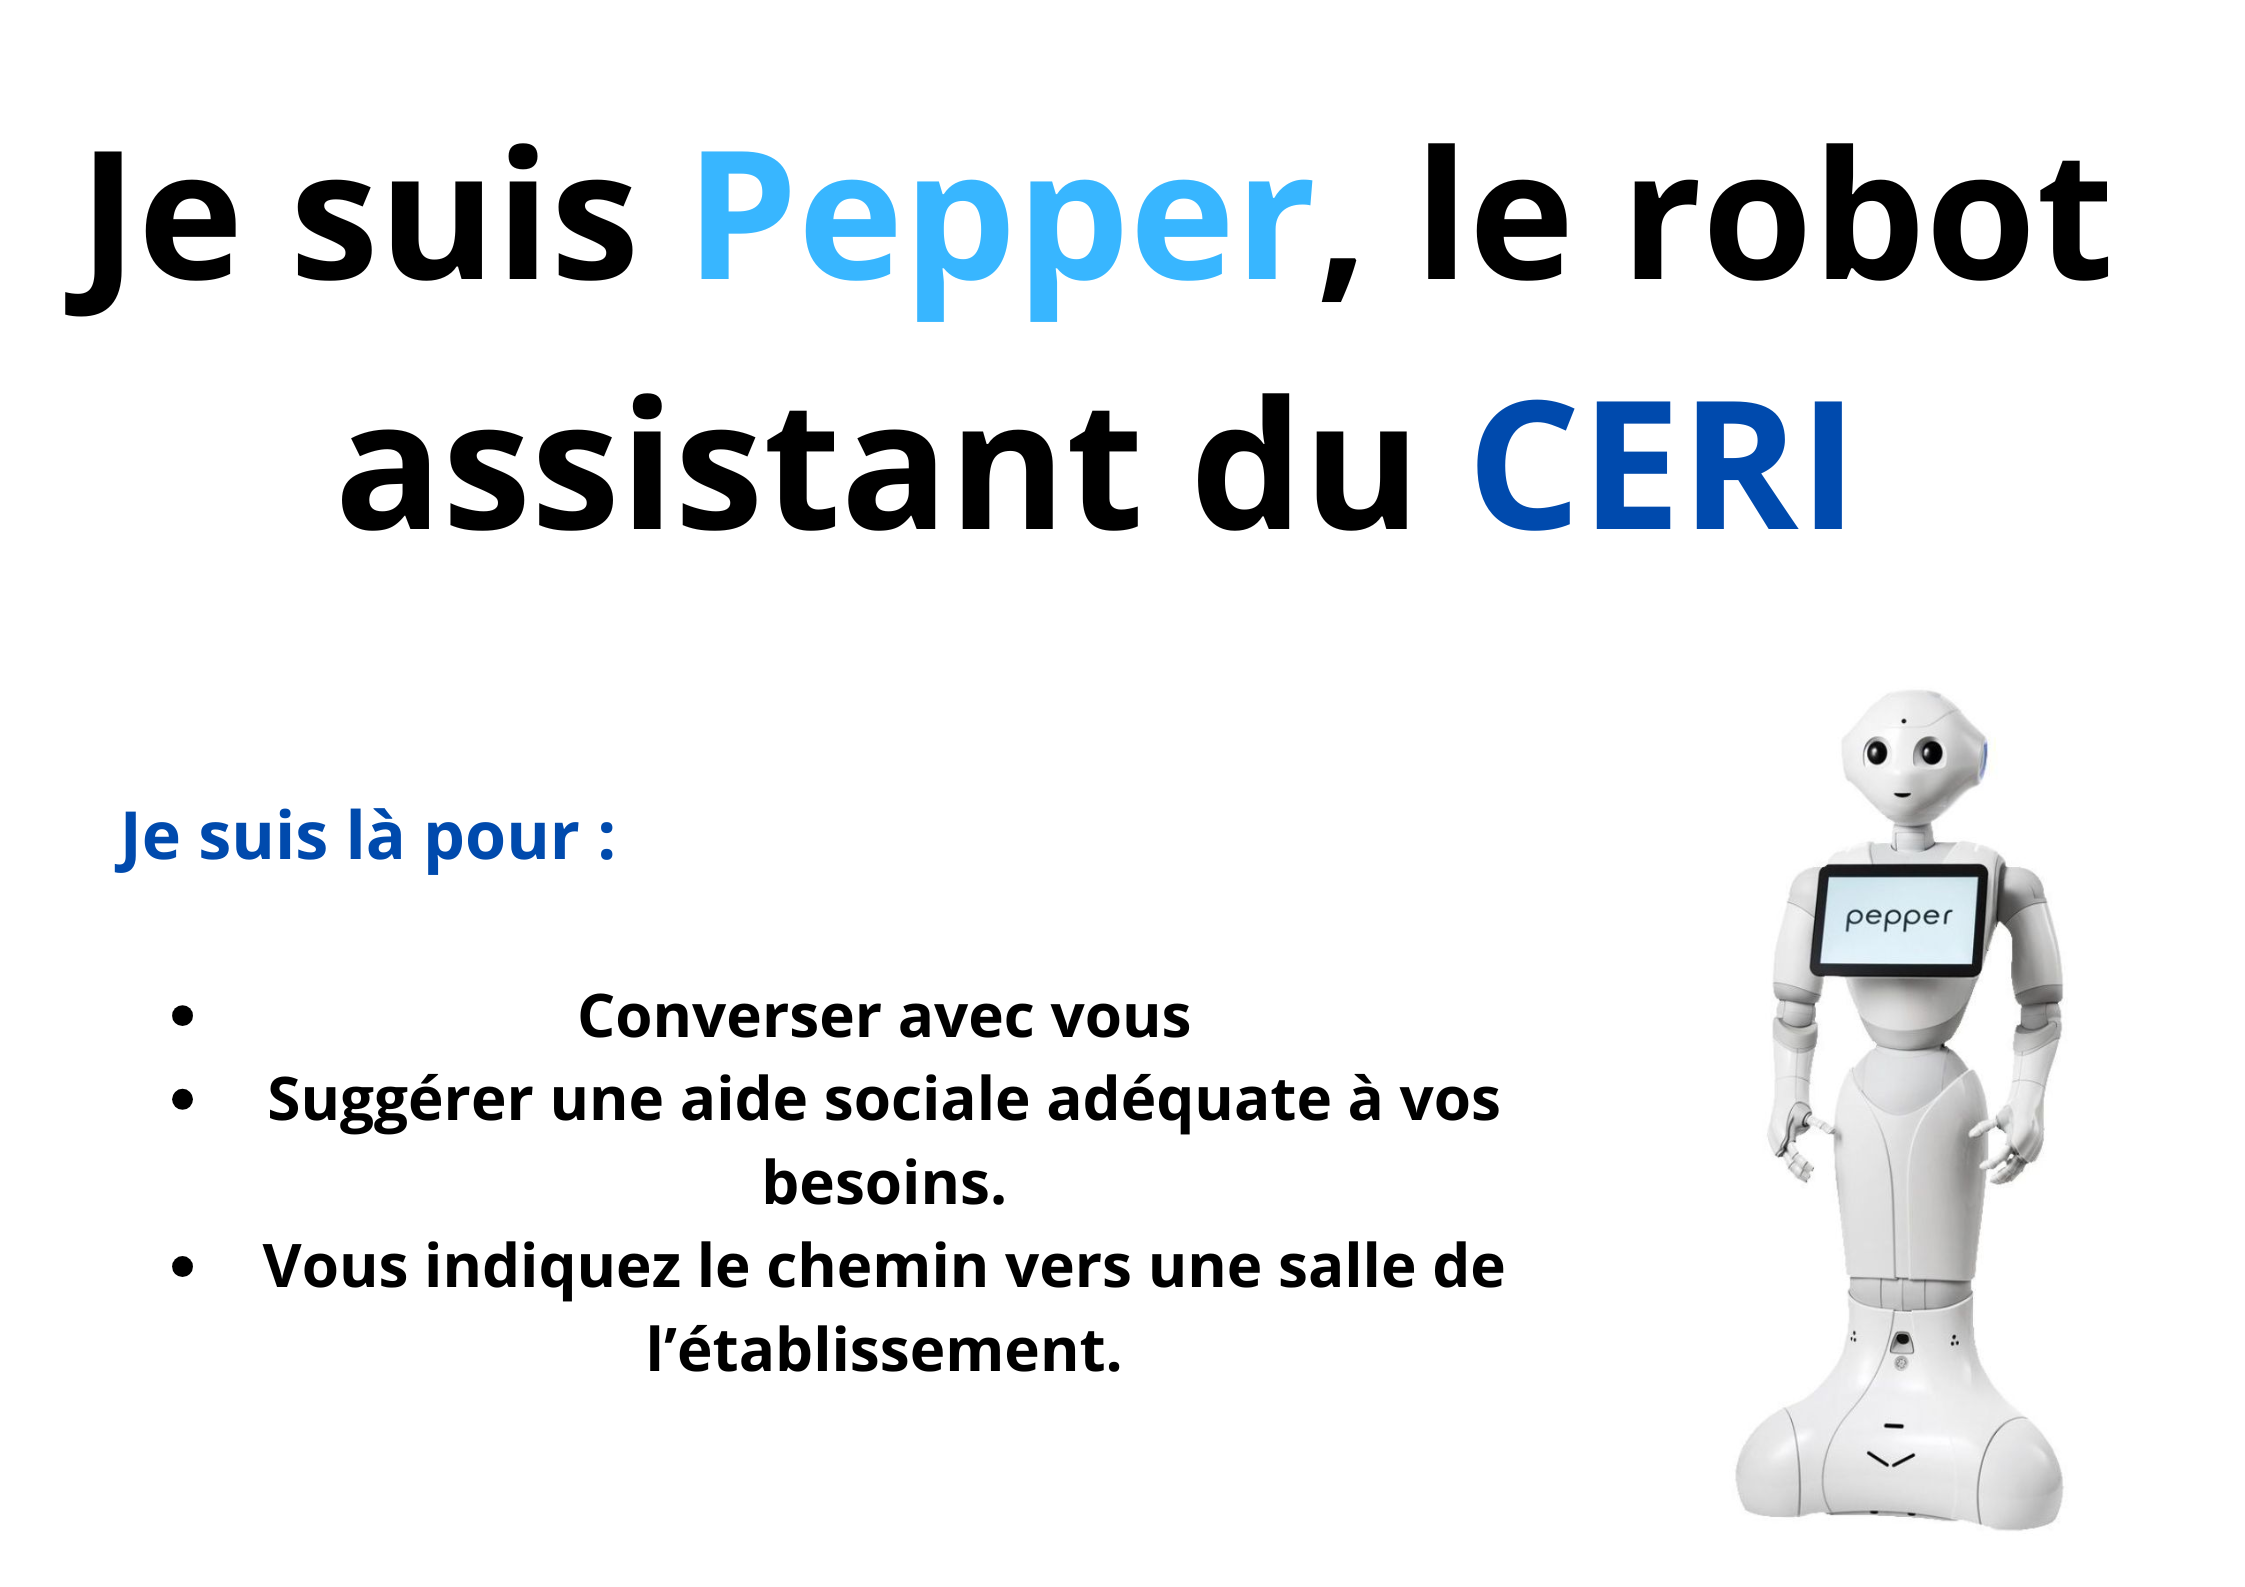 Je suis Pepper, le robot
assistant du CERI
Je suis là pour :
• Converser avec vous
• Suggérer une aide sociale adéquate à vos
besoins.
• Vous indiquez le chemin vers une salle de
l’établissement.
pepper